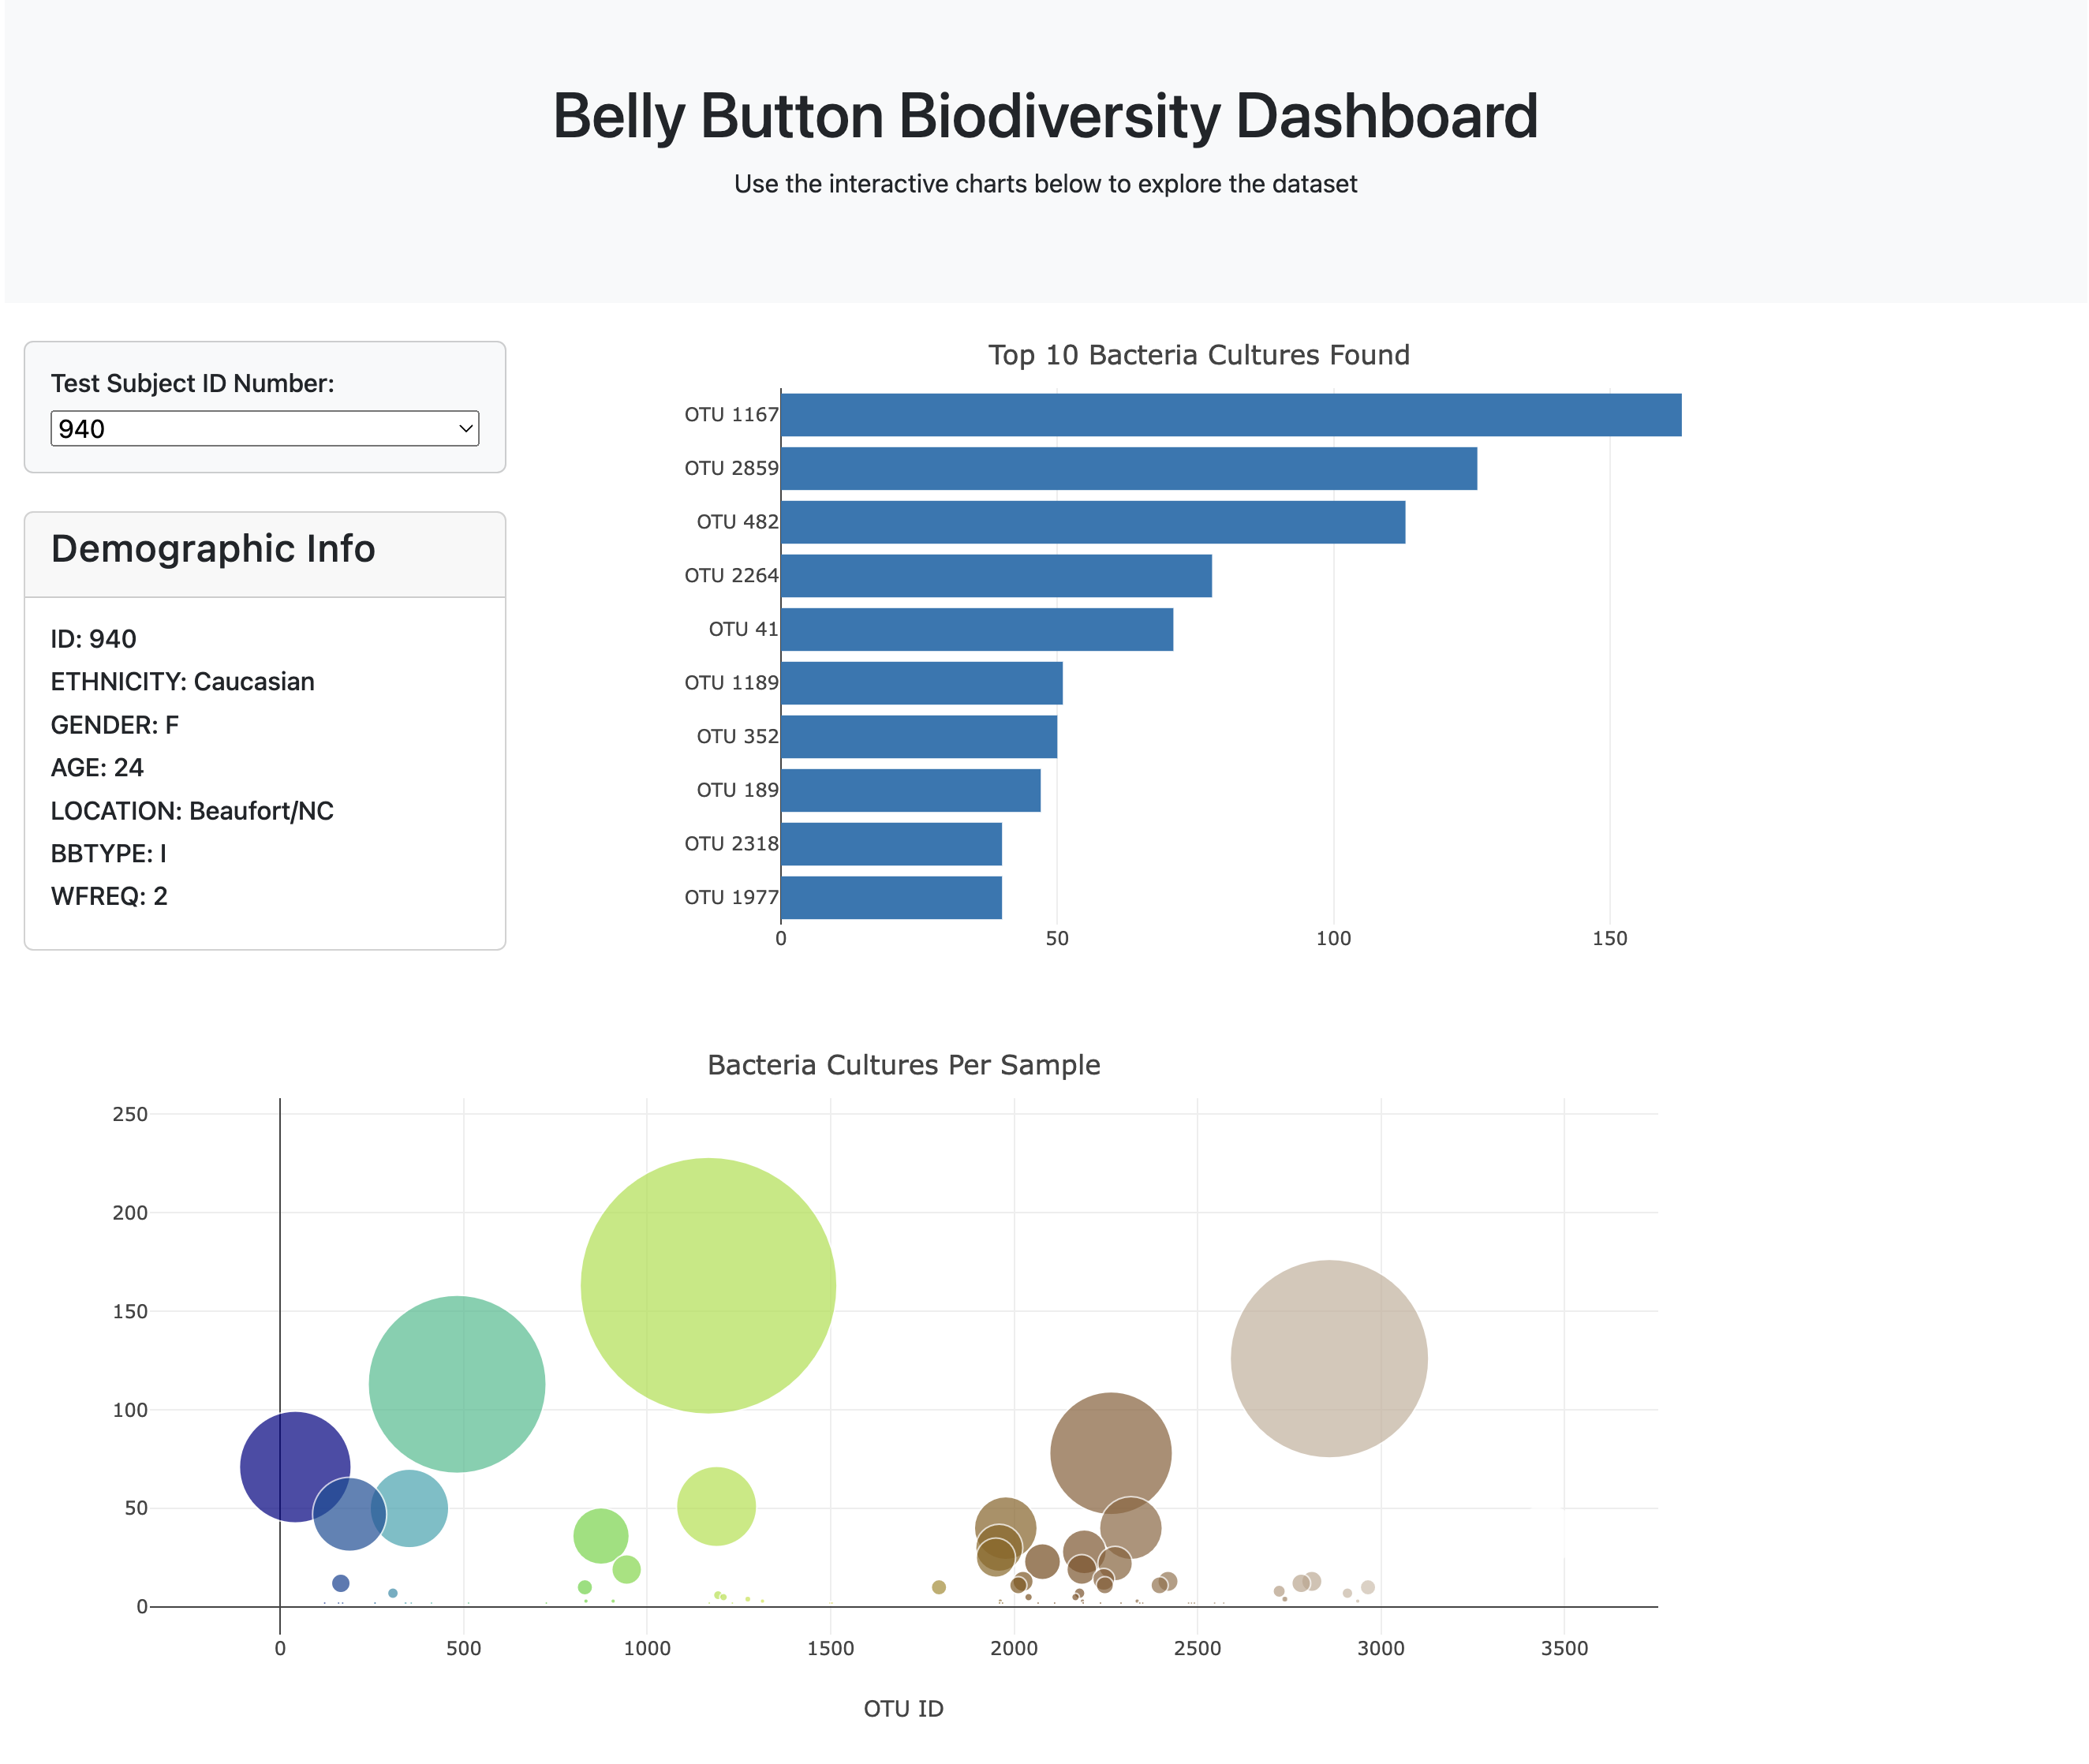 Belly Button Biodiversity Dashboard
Use the interactive charts below to explore the dataset
Test Subject ID Number:
940
Demographic Info
ID: 940
ETHNICITY: Caucasian
GENDER: F
AGE: 24
LOCATION: Beaufort/NC
BBTYPE: I
WFREQ: 2
Top 10 Bacteria Cultures Found
OTU 1167
OTU 2859
OTU 482
OTU 2264
OTU 41
OTU 1189
OTU 352
OTU 189
OTU 2318
OTU 1977
0 50 100 150
Bacteria Cultures Per Sample
250
200
150
100
50
0
0 500 1000 1500 2000 2500 3000 3500
OTU ID